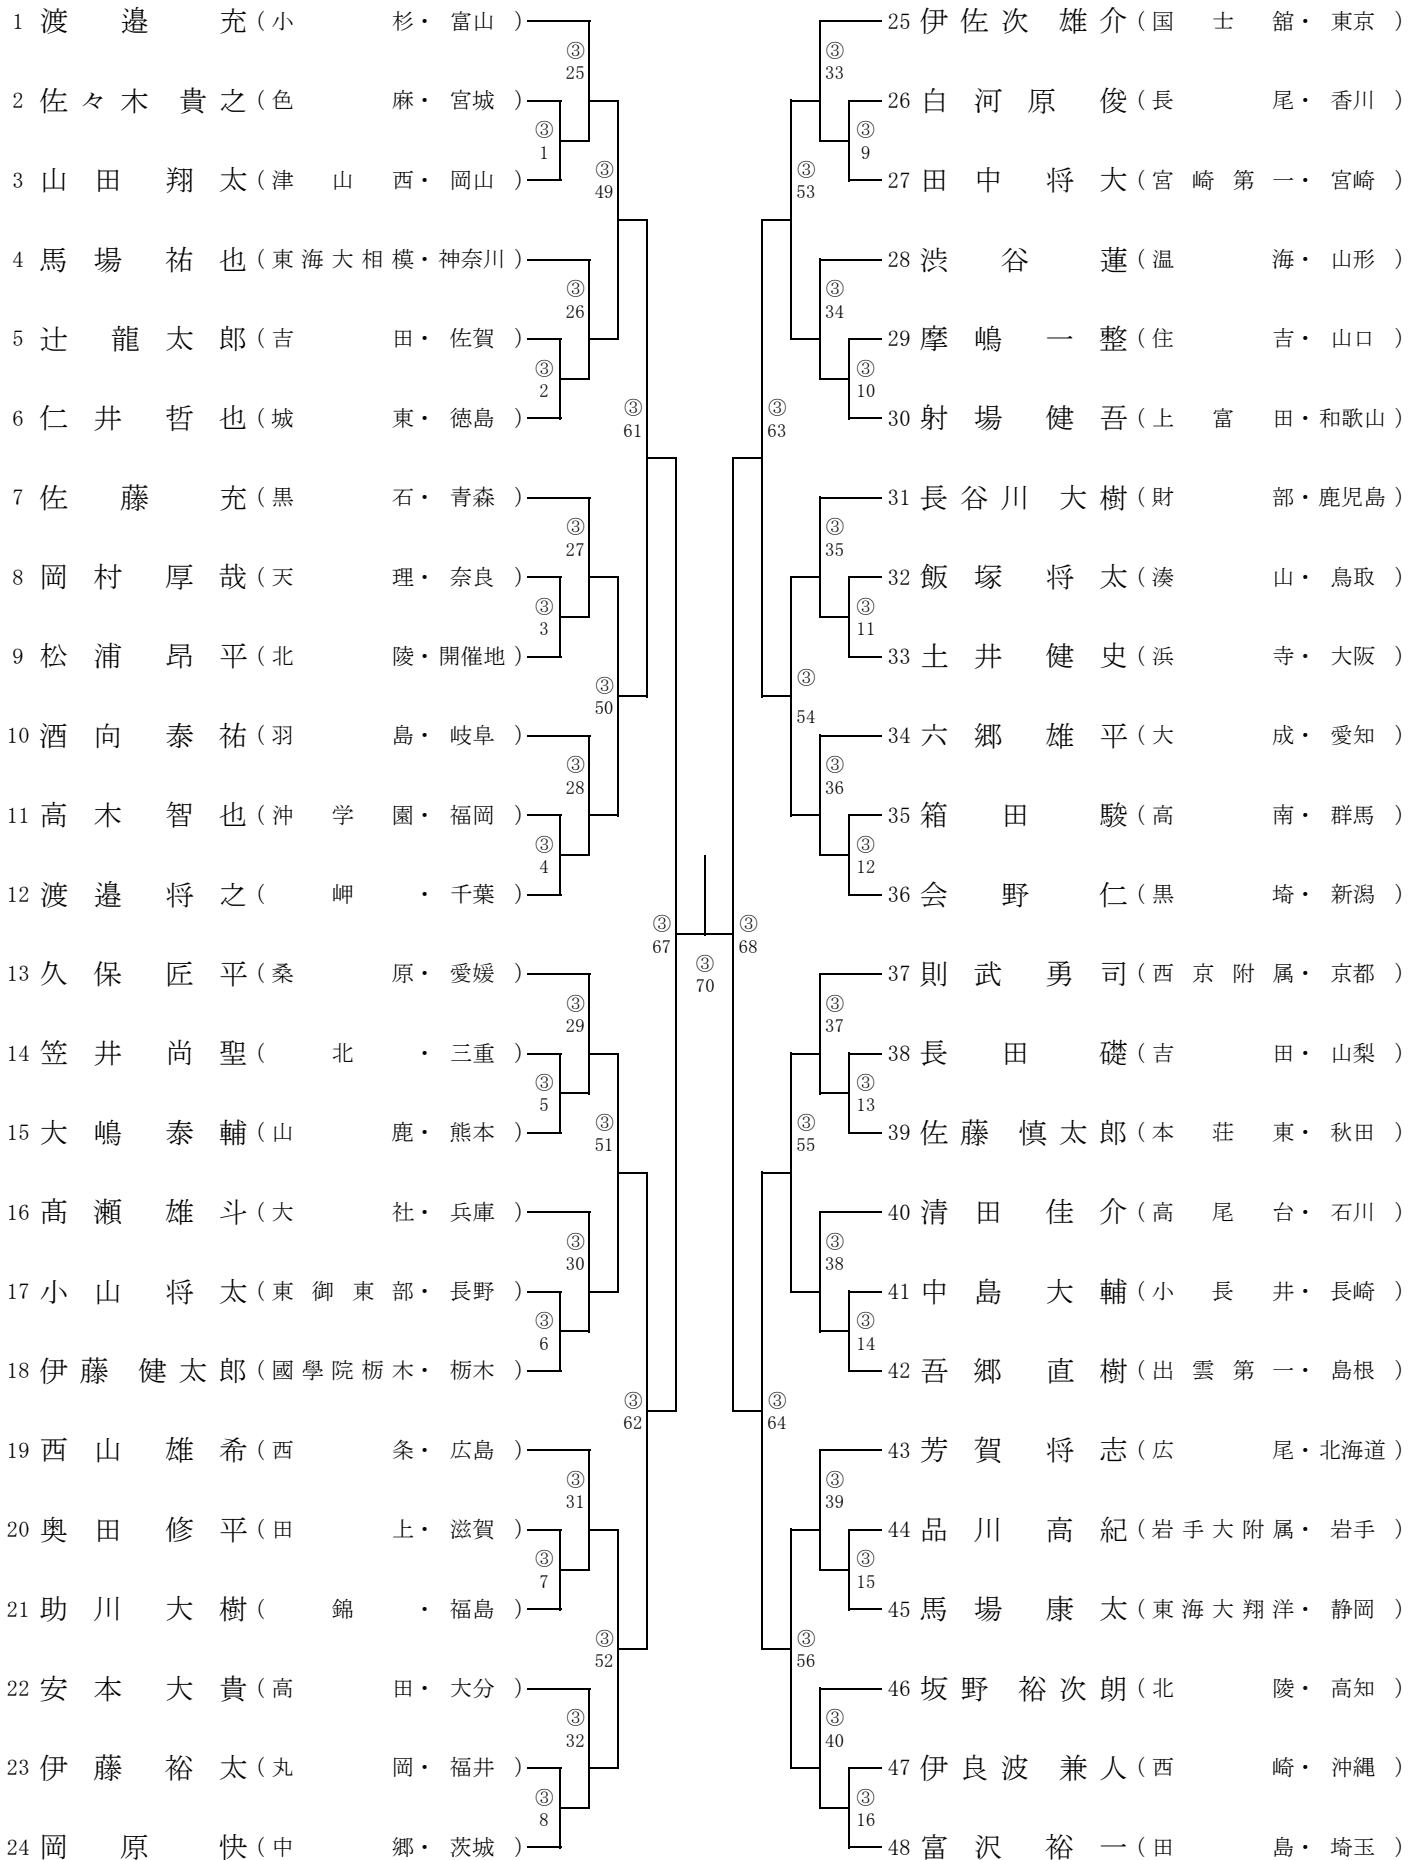 1 渡邉充(小杉・富山)
③
25
2 佐々木貴之(色麻・宮城)
③
1
3 山田翔太(津山西・岡山)
③
49
4 馬場祐也(東海大相模・神奈川)
③
26
5 辻龍太郎(吉田・佐賀)
③
2
6 仁井哲也(城東・徳島)
③
61
7 佐藤充(黒石・青森)
③
27
8 岡村厚哉(天理・奈良)
③
3
9 松浦昂平(北陵・開催地)
③
50
10 酒向泰祐(羽島・岐阜)
③
28
11 高木智也(沖学園・福岡)
③
4
12 渡邉将之(岬・千葉)
③
67
13 久保匠平(桑原・愛媛)
③
29
14 笠井尚聖(北・三重)
③
5
15 大嶋泰輔(山鹿・熊本)
③
51
16 髙瀬雄斗(大社・兵庫)
③
30
17 小山将太(東御東部・長野)
③
6
18 伊藤健太郎(國學院栃木・栃木)
③
62
19 西山雄希(西条・広島)
③
31
20 奥田修平(田上・滋賀)
③
7
21 助川大樹(錦・福島)
③
52
22 安本大貴(高田・大分)
③
32
23 伊藤裕太(丸岡・福井)
③
8
24 岡原快(中郷・茨城)
③
70
25 伊佐次雄介(国士舘・東京)
③
33
26 白河原俊(長尾・香川)
③
9
27 田中将大(宮崎第一・宮崎)
③
53
28 渋谷蓮(温海・山形)
③
34
29 摩嶋一整(住吉・山口)
③
10
30 射場健吾(上富田・和歌山)
③
63
31 長谷川大樹(財部・鹿児島)
③
35
32 飯塚将太(湊山・鳥取)
③
11
33 土井健史(浜寺・大阪)
③
54
34 六郷雄平(大成・愛知)
③
36
35 箱田駿(高南・群馬)
③
12
36 会野仁(黒埼・新潟)
③
68
37 則武勇司(西京附属・京都)
③
37
38 長田礎(吉田・山梨)
③
13
39 佐藤慎太郎(本荘東・秋田)
③
55
40 清田佳介(高尾台・石川)
③
38
41 中島大輔(小長井・長崎)
③
14
42 吾郷直樹(出雲第一・島根)
③
64
43 芳賀将志(広尾・北海道)
③
39
44 品川高紀(岩手大附属・岩手)
③
15
45 馬場康太(東海大翔洋・静岡)
③
56
46 坂野裕次朗(北陵・高知)
③
40
47 伊良波兼人(西崎・沖縄)
③
16
48 富沢裕一(田島・埼玉)